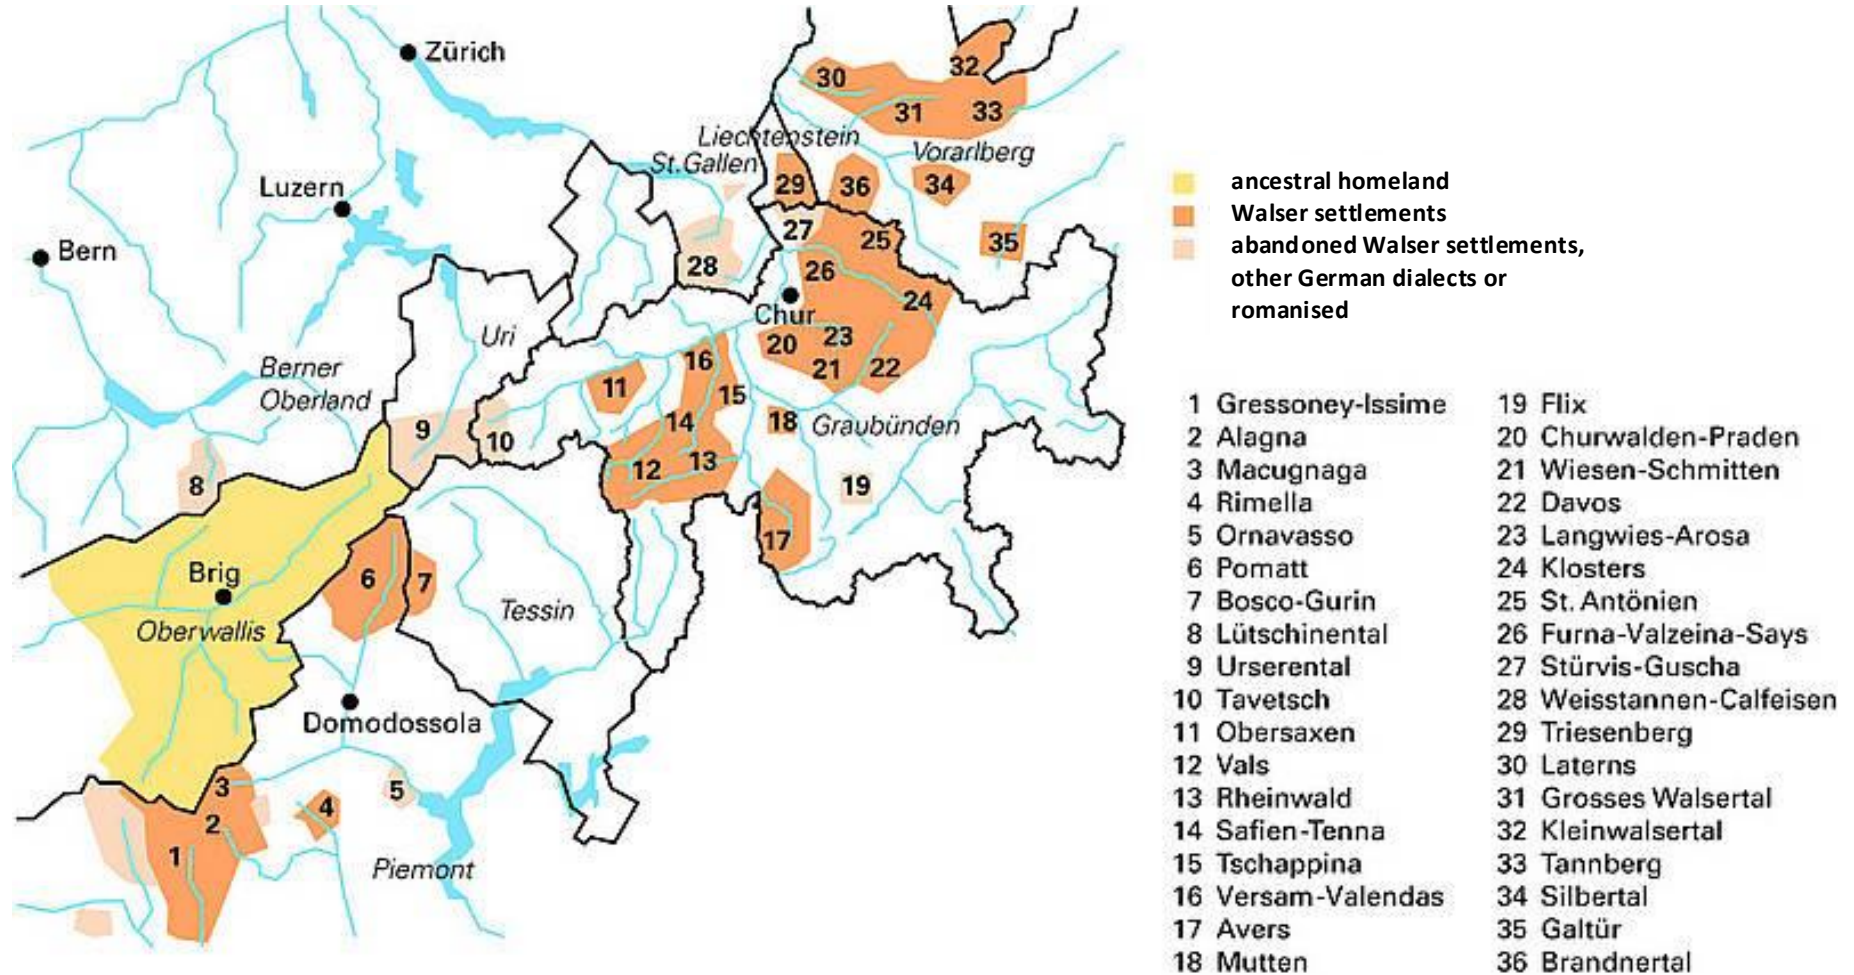 Zürich
Luzern
Bern
Berner
Oberland
Uri
St.Gallen
Liechtenstein
Vorarlberg
Chur
Graubünden
Brig
Oberwallis
Tessin
Domodossola
Piemont
30
32
31
33
29
36
34
27
25
35
28
26
24
23
20
21
22
16
11
15
14
18
9
10
12
13
19
8
17
6
7
3
5
4
2
1
ancestral homeland
Walser settlements
abandoned Walser settlements,
other German dialects or
romanised
1 Gressoney-Issime
2 Alagna
3 Macugnaga
4 Rimella
5 Ornavasso
6 Pomatt
7 Bosco-Gurin
8 Lütschinental
9 Urserental
10 Tavetsch
11 Obersaxen
12 Vals
13 Rheinwald
14 Safien-Tenna
15 Tschappina
16 Versam-Valendas
17 Avers
18 Mutten
19 Flix
20 Churwalden-Praden
21 Wiesen-Schmitten
22 Davos
23 Langwies-Arosa
24 Klosters
25 St. Antönien
26 Furna-Valzeina-Says
27 Stürvis-Guscha
28 Weisstannen-Calfeisen
29 Triesenberg
30 Laterns
31 Grosses Walsertal
32 Kleinwalsertal
33 Tannberg
34 Silbertal
35 Galtür
36 Brandnertal